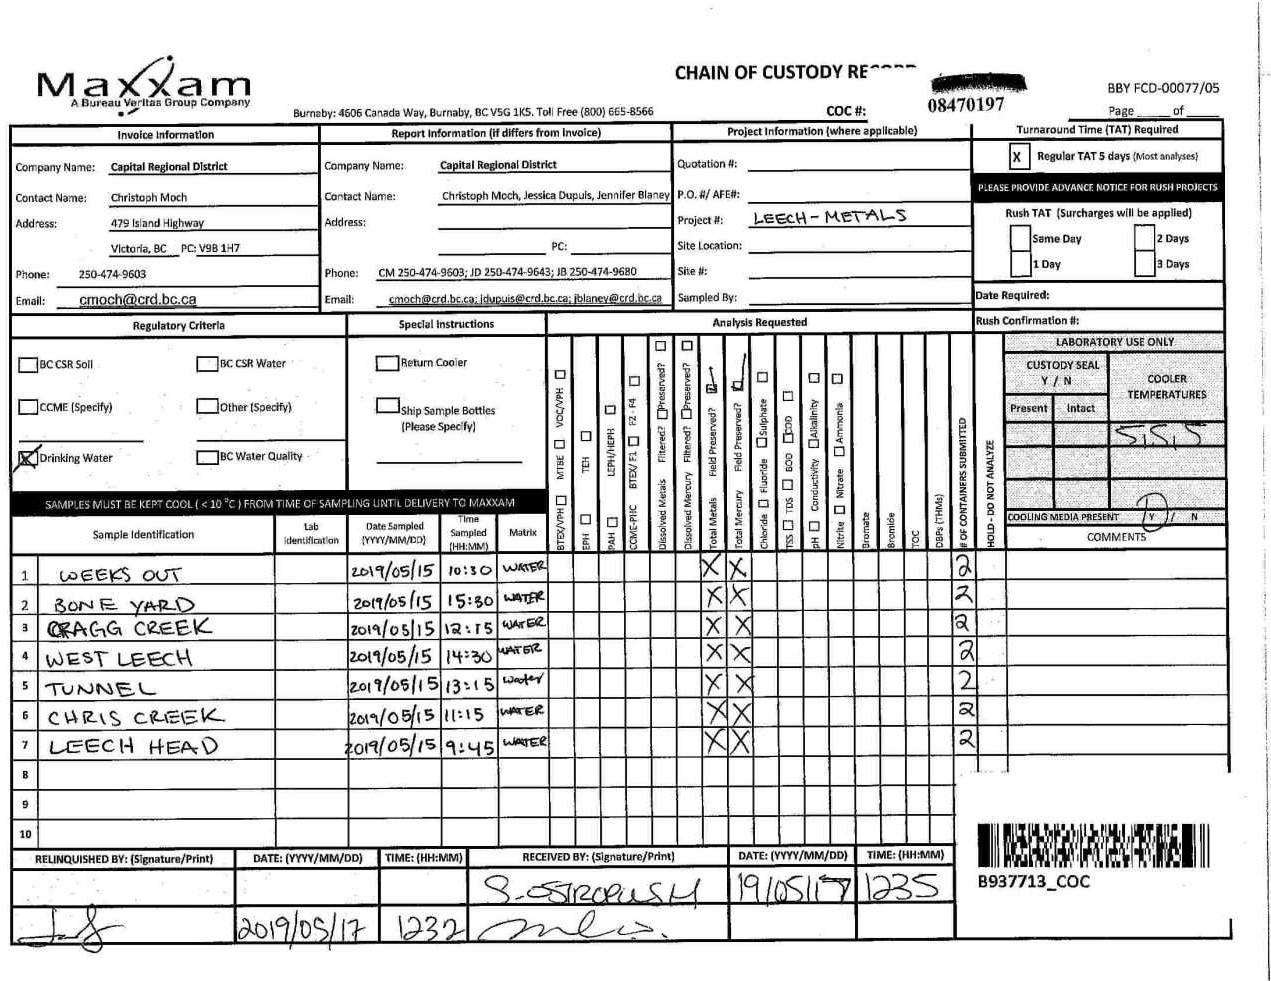 Maxxam
A Bureau Veritas Group Company
Burnaby: 4606 Canada Way, Burnaby, BC V5G 1K5. Toll Free (800) 665-8566
CHAIN OF CUSTODY RECORD
COC #: 08470197
BBY FCD-00077/05
Page ____ of ____
Invoice Information
Report Information (if differs from invoice)
Project Information (where applicable)
Turnaround Time (TAT) Required
Company Name: Capital Regional District
Company Name: Capital Regional District
Quotation #:
X Regular TAT 5 days (Most analyses)
Contact Name: Christoph Moch
Contact Name: Christoph Moch, Jessica Dupuis, Jennifer Blaney
P.O. #/ AFE#:
PLEASE PROVIDE ADVANCE NOTICE FOR RUSH PROJECTS
Address: 479 Island Highway
Address:
Project #: LEECH-METALS
Rush TAT (Surcharges will be applied)
Victoria, BC PC: V9B 1H7
PC:
Site Location:
Same Day
2 Days
Phone: 250-474-9603
Phone: CM 250-474-9603; JD 250-474-9643; JB 250-474-9680
Site #:
1 Day
3 Days
Email: cmoch@crd.bc.ca
Email: cmoch@crd.bc.ca; jdupuis@crd.bc.ca; jblaney@crd.bc.ca
Sampled By:
Date Required:
Regulatory Criteria
Special Instructions
Analysis Requested
Rush Confirmation #:
BC CSR Soil
BC CSR Water
Return Cooler
LABORATORY USE ONLY
CUSTODY SEAL
Y / N
COOLER
TEMPERATURES
CCME (Specify)
Other (Specify)
Ship Sample Bottles
(Please Specify)
Present
Intact
5,5,5
X Drinking Water
BC Water Quality
SAMPLES MUST BE KEPT COOL ( < 10 °C ) FROM TIME OF SAMPLING UNTIL DELIVERY TO MAXXAM
COOLING MEDIA PRESENT Y / N
Sample Identification
Lab
Identification
Date Sampled
(YYYY/MM/DD)
Time
Sampled
(HH:MM)
Matrix
BTEX/VPH MTBE VOC/VPH
EPH TEH
PAH LEPH/HEPH
CCME-PHC BTEX/ F1 F2 - F4
Dissolved Metals Filtered? Preserved?
Dissolved Mercury Filtered? Preserved?
Total Metals Field Preserved?
Total Mercury Field Preserved?
Chloride Fluoride Sulphate
TSS TDS BOD COD
pH Conductivity Alkalinity
Nitrite Nitrate Ammonia
Bromate
Bromide
TOC
DBPs (THMs)
# OF CONTAINERS SUBMITTED
HOLD - DO NOT ANALYZE
COMMENTS
1 WEEKS OUT 2019/05/15 10:30 WATER X X 2
2 BONE YARD 2019/05/15 15:30 WATER X X 2
3 CRAGG CREEK 2019/05/15 12:15 WATER X X 2
4 WEST LEECH 2019/05/15 14:30 WATER X X 2
5 TUNNEL 2019/05/15 13:15 water X X 2
6 CHRIS CREEK 2019/05/15 11:15 WATER X X 2
7 LEECH HEAD 2019/05/15 9:45 WATER X X 2
8
9
10
RELINQUISHED BY: (Signature/Print)
DATE: (YYYY/MM/DD)
TIME: (HH:MM)
RECEIVED BY: (Signature/Print)
DATE: (YYYY/MM/DD)
TIME: (HH:MM)
19/05/17 1235
2019/05/17 1232
B937713_COC